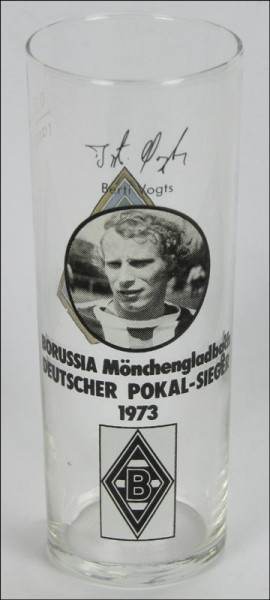 Berti Vogts
BORUSSIA Mönchengladbach
DEUTSCHER POKAL-SIEGER
1973
B